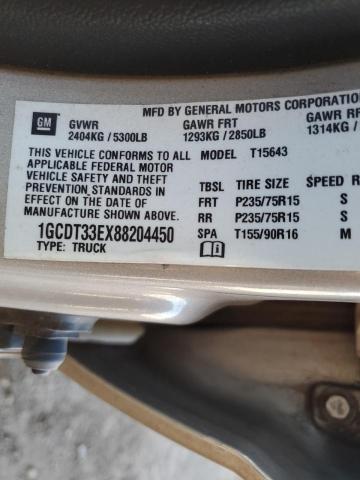 MFD BY GENERAL MOTORS CORPORATION
GM GVWR GAWR FRT GAWR RR
2404KG / 5300LB 1293KG / 2850LB 1314KG /
THIS VEHICLE CONFORMS TO ALL MODEL T15643
APPLICABLE FEDERAL MOTOR
VEHICLE SAFETY AND THEFT TBSL TIRE SIZE SPEED R
PREVENTION STANDARDS IN FRT P235/75R15 S
EFFECT ON THE DATE OF RR P235/75R15 S
MANUFACTURE SHOWN ABOVE. SPA T155/90R16 M
1GCDT33EX88204450
TYPE: TRUCK